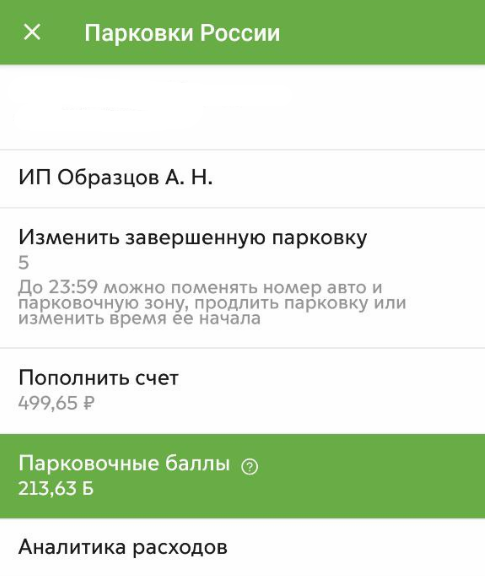 Парковки России
ИП Образцов А. Н.
Изменить завершенную парковку
5
До 23:59 можно поменять номер авто и
парковочную зону, продлить парковку или
изменить время ее начала
Пополнить счет
499,65 ₽
Парковочные баллы
213,63 Б
Аналитика расходов